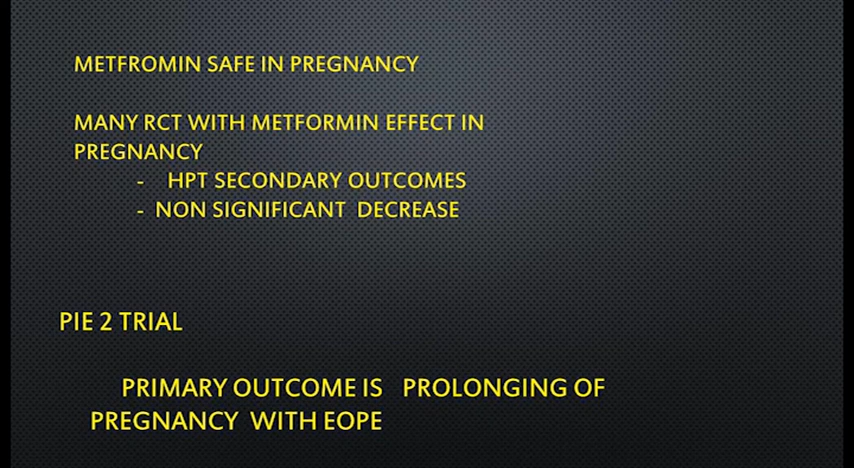 METFROMIN SAFE IN PREGNANCY
MANY RCT WITH METFORMIN EFFECT IN
PREGNANCY
- HPT SECONDARY OUTCOMES
- NON SIGNIFICANT DECREASE
PIE 2 TRIAL
PRIMARY OUTCOME IS PROLONGING OF
PREGNANCY WITH EOPE